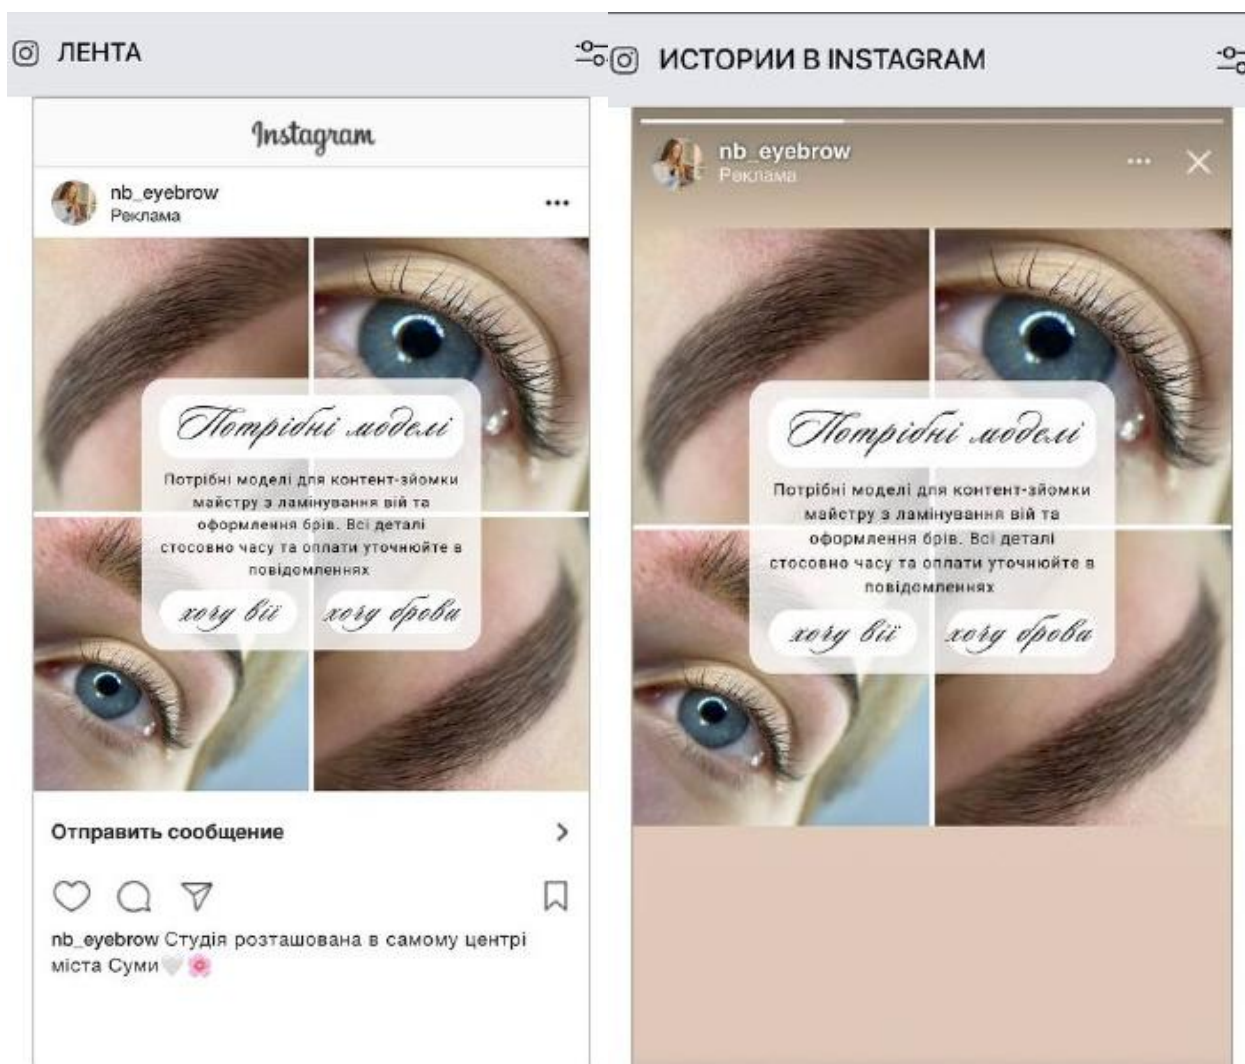 ЛЕНТА
Instagram
nb_eyebrow
Реклама
Потрібні моделі
Потрібні моделі для контент-зйомки
майстру з ламінування вій та
оформлення брів. Всі деталі
стосовно часу та оплати уточнюйте в
повідомленнях
хочу вії хочу брови
Отправить сообщение
nb_eyebrow Студія розташована в самому центрі
міста Суми🤍🌸
ИСТОРИИ В INSTAGRAM
nb_eyebrow
Реклама
Потрібні моделі
Потрібні моделі для контент-зйомки
майстру з ламінування вій та
оформлення брів. Всі деталі
стосовно часу та оплати уточнюйте в
повідомленнях
хочу вії хочу брови